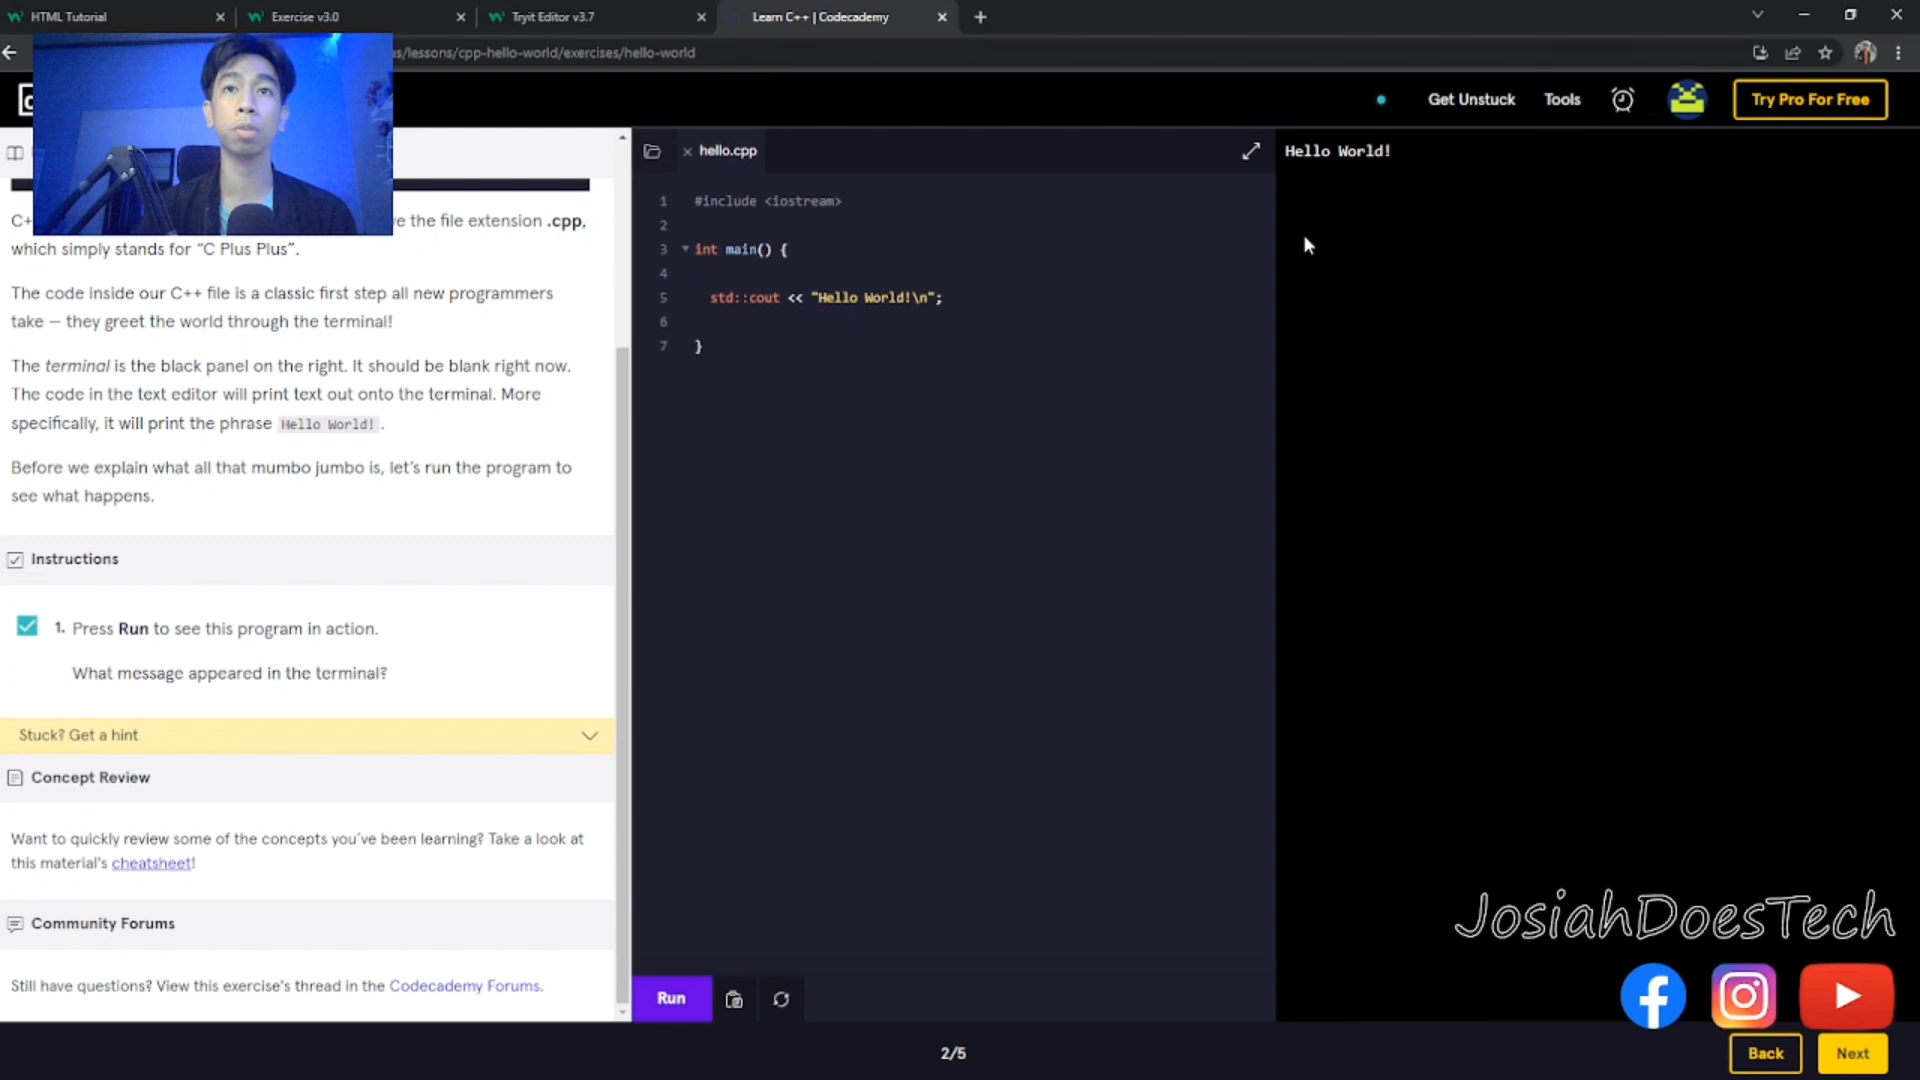 HTML Tutorial
Exercise v3.0
Tryit Editor v3.7
Learn C++ | Codecademy
/lessons/cpp-hello-world/exercises/hello-world
Get Unstuck
Tools
Try Pro For Free
the file extension .cpp,
which simply stands for “C Plus Plus”.
The code inside our C++ file is a classic first step all new programmers
take — they greet the world through the terminal!
The terminal is the black panel on the right. It should be blank right now.
The code in the text editor will print text out onto the terminal. More
specifically, it will print the phrase Hello World! .
Before we explain what all that mumbo jumbo is, let’s run the program to
see what happens.
Instructions
1. Press Run to see this program in action.
What message appeared in the terminal?
Stuck? Get a hint
Concept Review
Want to quickly review some of the concepts you’ve been learning? Take a look at
this material's cheatsheet!
Community Forums
Still have questions? View this exercise's thread in the Codecademy Forums.
hello.cpp
1 #include <iostream>
2
3 int main() {
4
5 std::cout << "Hello World!\n";
6
7 }
Run
Hello World!
JosiahDoesTech
2/5
Back
Next